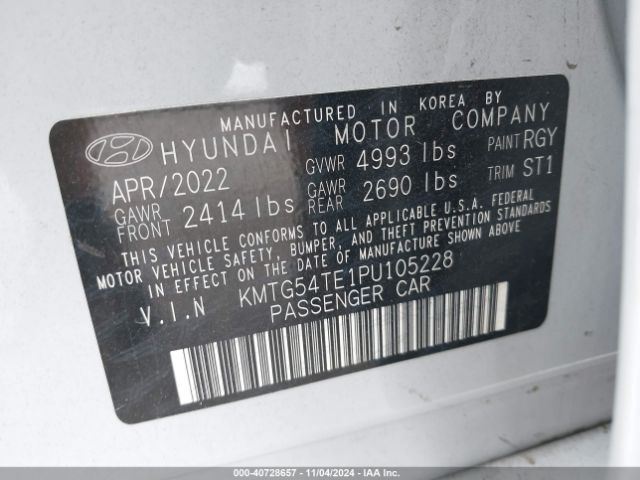 MANUFACTURED IN KOREA BY
HYUNDAI MOTOR COMPANY
APR/2022 GVWR 4993 lbs PAINT RGY
GAWR FRONT 2414 lbs GAWR REAR 2690 lbs TRIM ST1
THIS VEHICLE CONFORMS TO ALL APPLICABLE U.S.A. FEDERAL
MOTOR VEHICLE SAFETY, BUMPER, AND THEFT PREVENTION STANDARDS
IN EFFECT ON THE DATE OF MANUFACTURE SHOWN ABOVE.
V.I.N KMTG54TE1PU105228
PASSENGER CAR
000-40728657 - 11/04/2024 - IAA Inc.